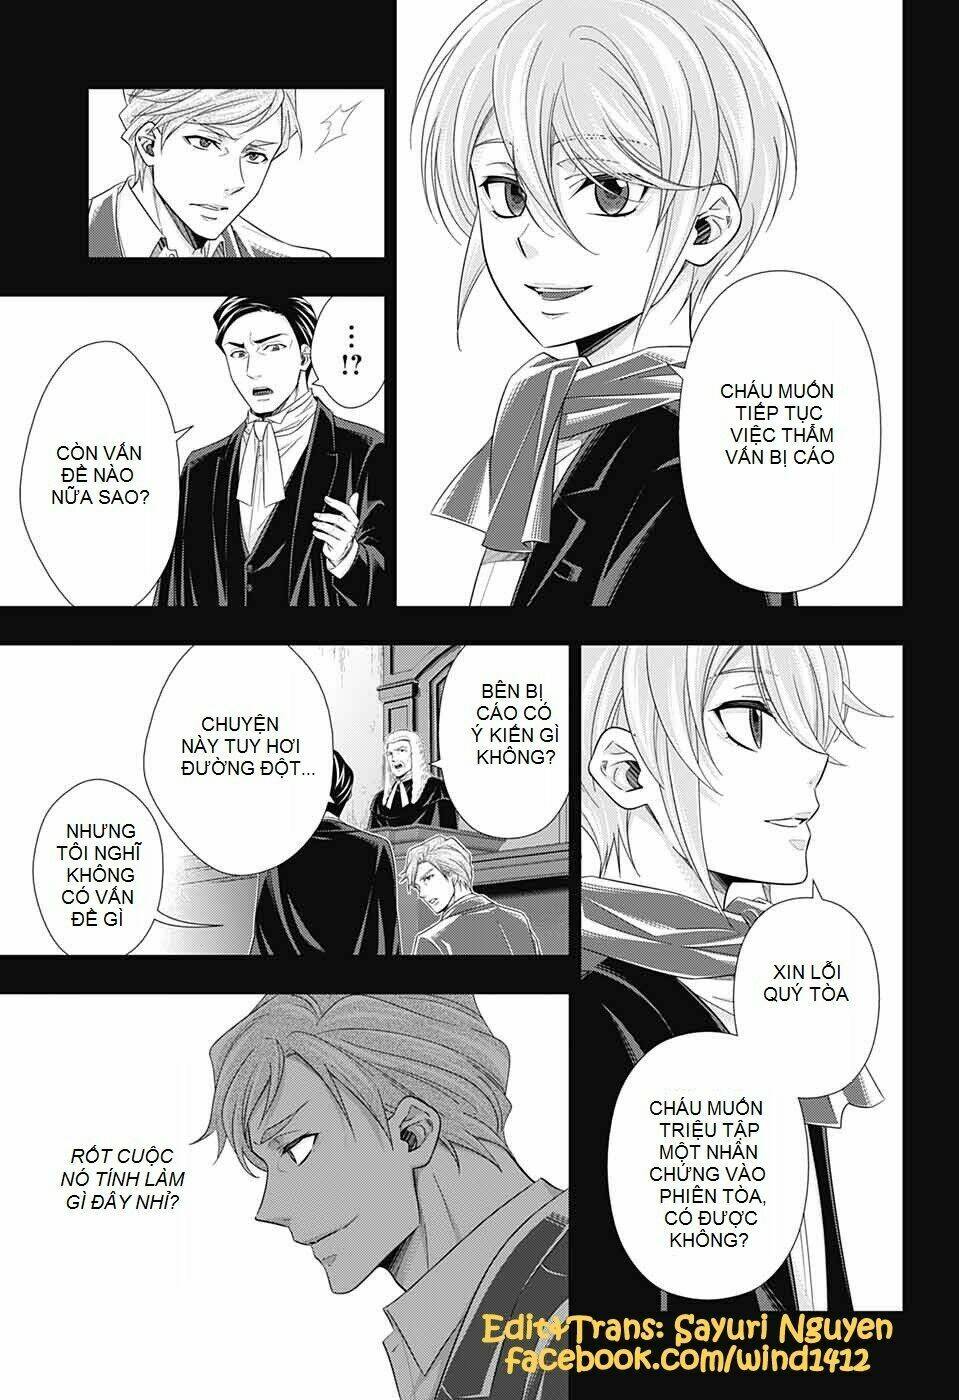 CHÁU MUỐN
TIẾP TỤC
VIỆC THẨM
VẤN BỊ CÁO
...!?
CÒN VẤN
ĐỀ NÀO
NỮA SAO?
XIN LỖI
QUÝ TÒA
CHÁU MUỐN
TRIỆU TẬP
MỘT NHÂN
CHỨNG VÀO
PHIÊN TÒA,
CÓ ĐƯỢC
KHÔNG?
BÊN BỊ
CÁO CÓ
Ý KIẾN GÌ
KHÔNG?
CHUYỆN
NÀY TUY HƠI
ĐƯỜNG ĐỘT...
NHƯNG
TÔI NGHĨ
KHÔNG
CÓ VẤN
ĐỀ GÌ
RỐT CUỘC
NÓ TÍNH LÀM
GÌ ĐÂY NHỈ?
Edit&Trans: Sayuri Nguyen
facebook.com/wind1412